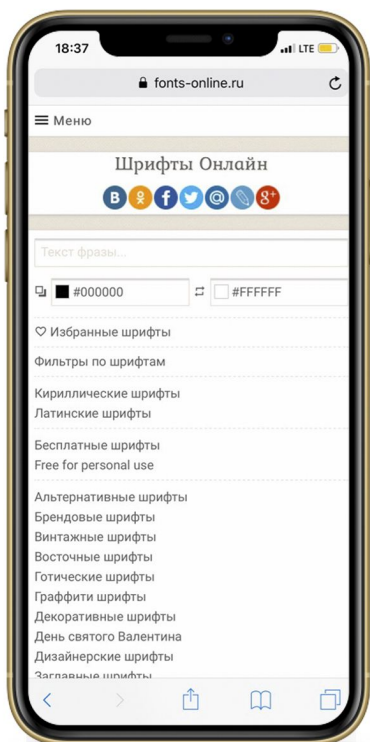 18:37
LTE
fonts-online.ru
Меню
Шрифты Онлайн
Текст фразы...
#000000 #FFFFFF
Избранные шрифты
Фильтры по шрифтам
Кириллические шрифты
Латинские шрифты
Бесплатные шрифты
Free for personal use
Альтернативные шрифты
Брендовые шрифты
Винтажные шрифты
Восточные шрифты
Готические шрифты
Граффити шрифты
Декоративные шрифты
День святого Валентина
Дизайнерские шрифты
Заглавные шрифты